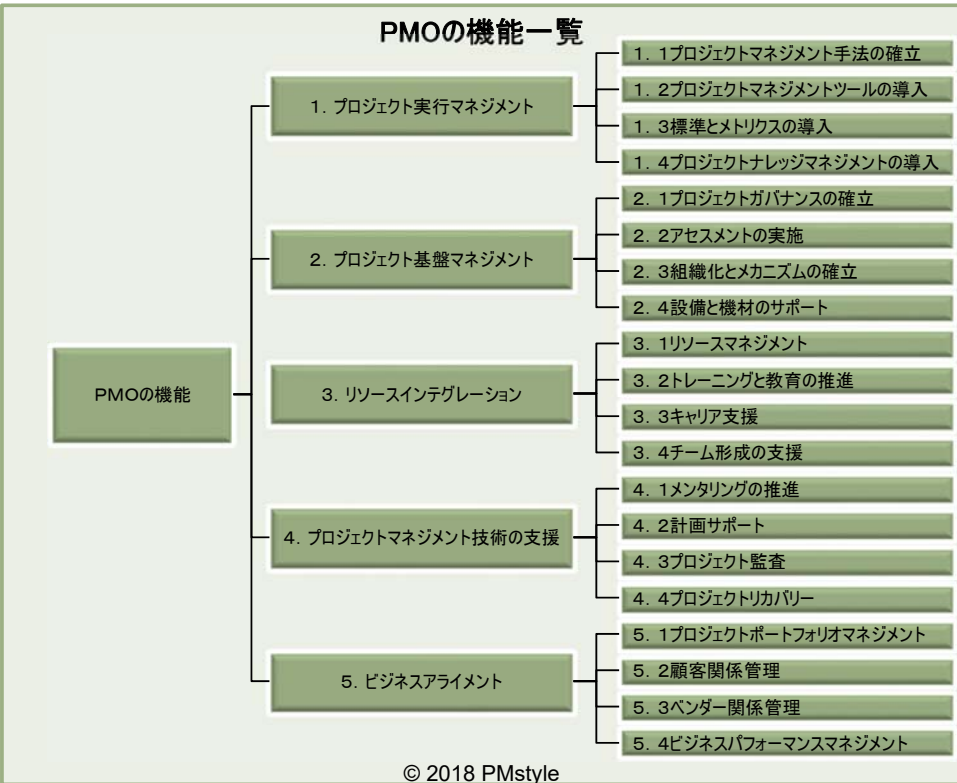 PMOの機能一覧
PMOの機能
1．プロジェクト実行マネジメント
1．1プロジェクトマネジメント手法の確立
1．2プロジェクトマネジメントツールの導入
1．3標準とメトリクスの導入
1．4プロジェクトナレッジマネジメントの導入
2．プロジェクト基盤マネジメント
2．1プロジェクトガバナンスの確立
2．2アセスメントの実施
2．3組織化とメカニズムの確立
2．4設備と機材のサポート
3．リソースインテグレーション
3．1リソースマネジメント
3．2トレーニングと教育の推進
3．3キャリア支援
3．4チーム形成の支援
4．プロジェクトマネジメント技術の支援
4．1メンタリングの推進
4．2計画サポート
4．3プロジェクト監査
4．4プロジェクトリカバリー
5．ビジネスアライメント
5．1プロジェクトポートフォリオマネジメント
5．2顧客関係管理
5．3ベンダー関係管理
5．4ビジネスパフォーマンスマネジメント
© 2018 PMstyle